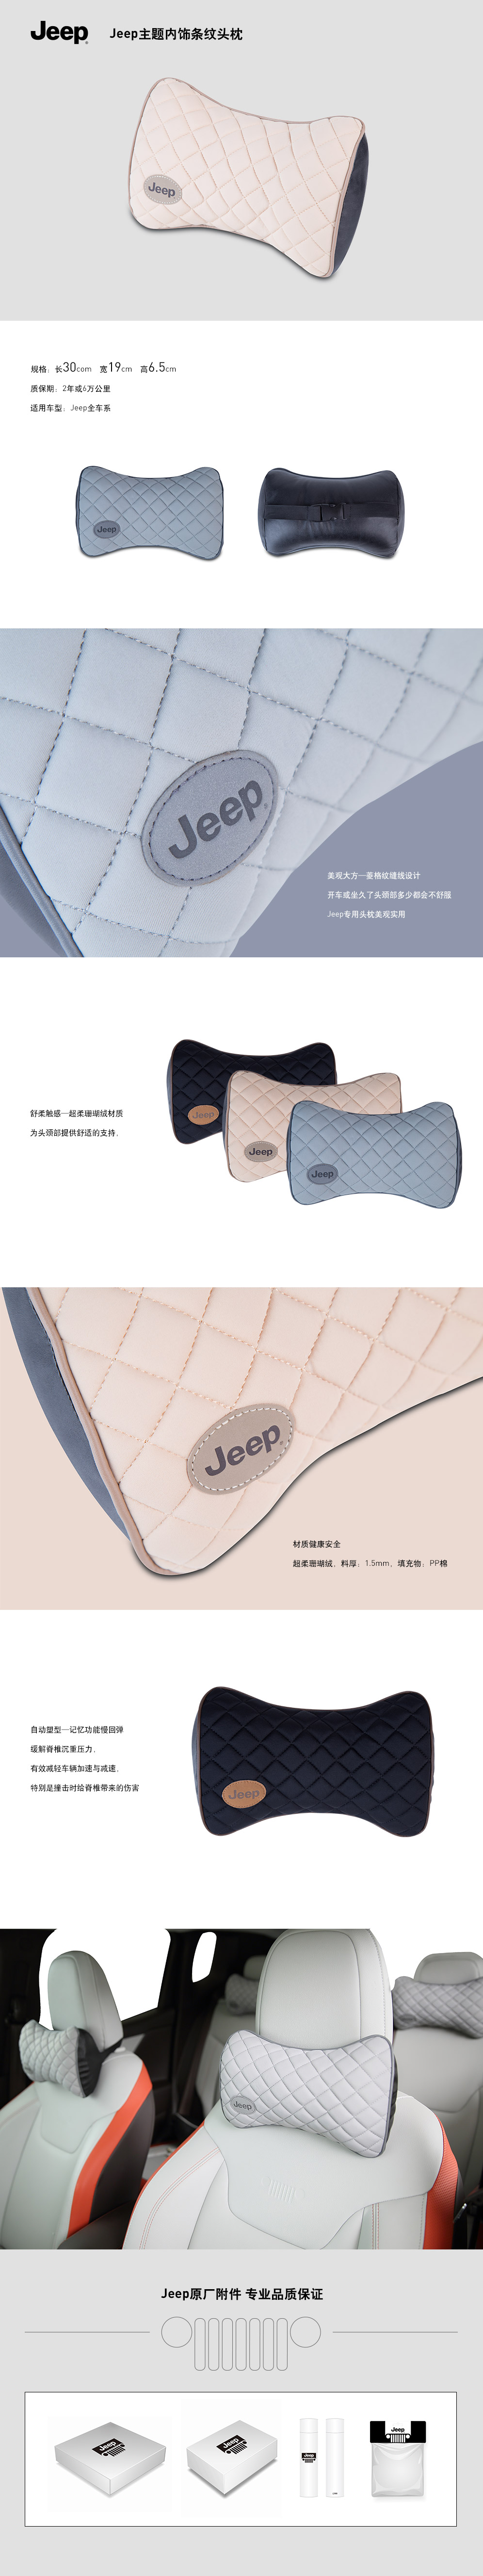 Jeep® Jeep主题内饰条纹头枕
Jeep
规格：长30com 宽19cm 高6.5cm
质保期：2年或6万公里
适用车型：Jeep全车系
Jeep
Jeep®
美观大方—菱格纹缝线设计
开车或坐久了头颈部多少都会不舒服
Jeep专用头枕美观实用
舒柔触感—超柔珊瑚绒材质
为头颈部提供舒适的支持，
Jeep
Jeep
Jeep
Jeep®
材质健康安全
超柔珊瑚绒，料厚：1.5mm，填充物：PP棉
自动塑型—记忆功能慢回弹
缓解脊椎沉重压力，
有效减轻车辆加速与减速，
特别是撞击时给脊椎带来的伤害
Jeep
Jeep
Jeep原厂附件 专业品质保证
Jeep
Jeep
Jeep
Jeep